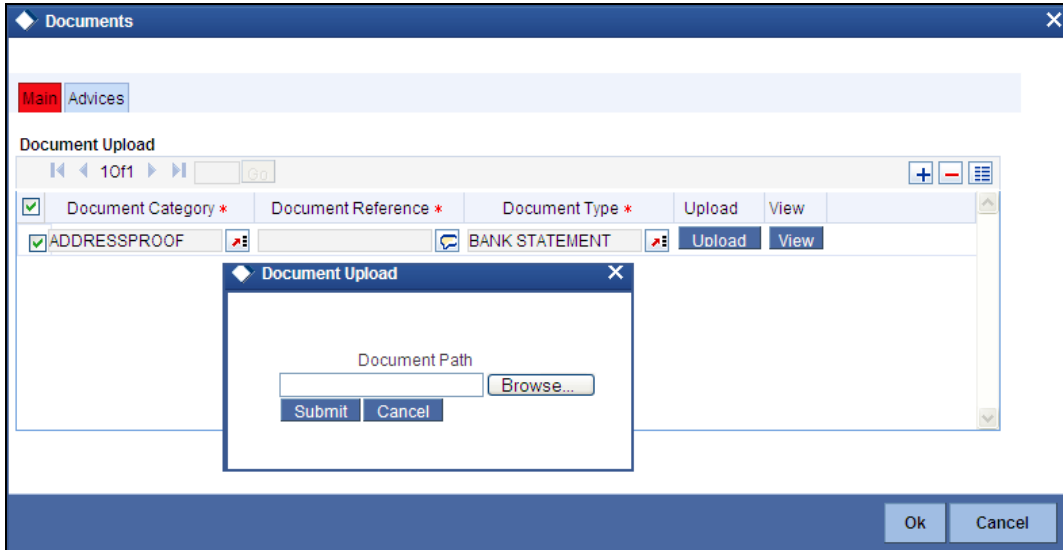 Documents
Main Advices
Document Upload
1Of1 Go
Document Category * Document Reference * Document Type * Upload View
ADDRESSPROOF BANK STATEMENT Upload View
Document Upload
Document Path
Browse...
Submit Cancel
Ok Cancel